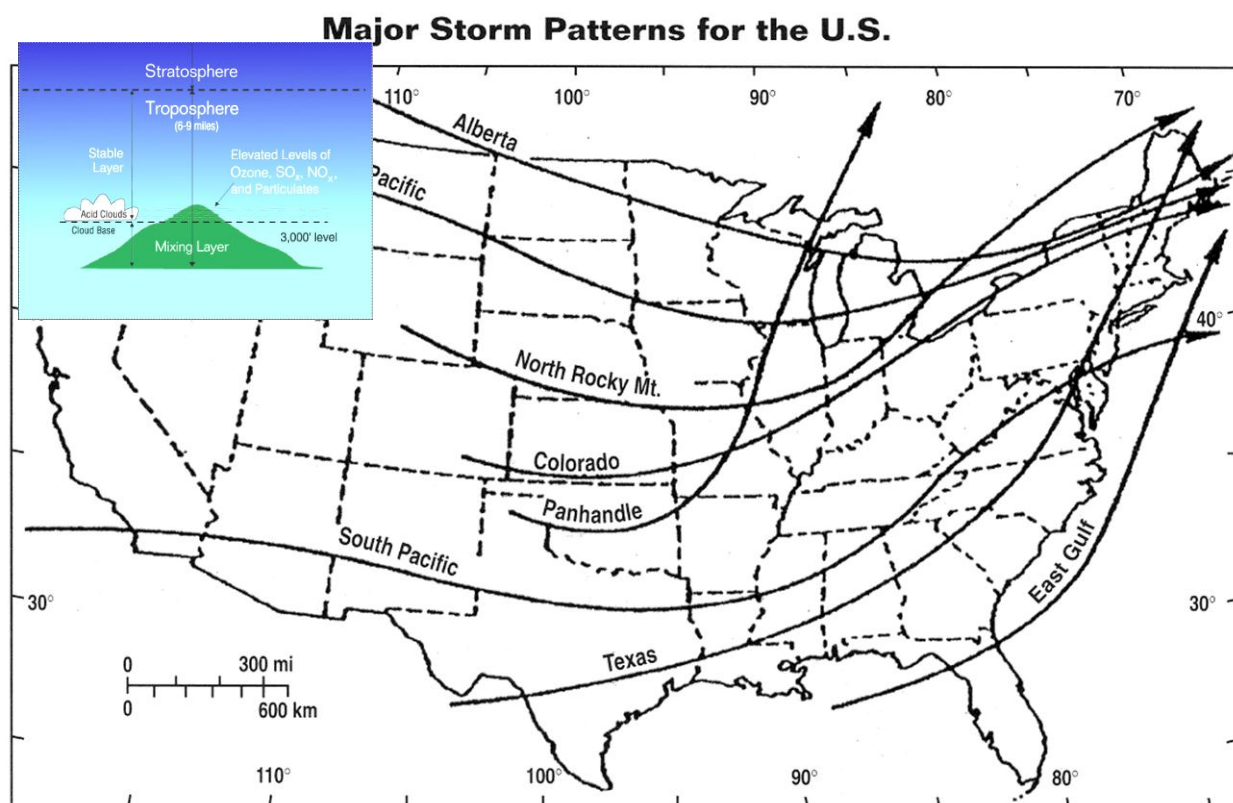 Major Storm Patterns for the U.S.
Stratosphere
Troposphere
(6-9 miles)
Stable
Layer
Elevated Levels of
Ozone, SOx, NOx,
and Particulates
Acid Clouds
Cloud Base
3,000' level
Mixing Layer
110°
100°
90°
80°
70°
Alberta
Pacific
North Rocky Mt.
Colorado
Panhandle
South Pacific
Texas
East Gulf
40°
30°
30°
0 300 mi
0 600 km
110°
100°
90°
80°